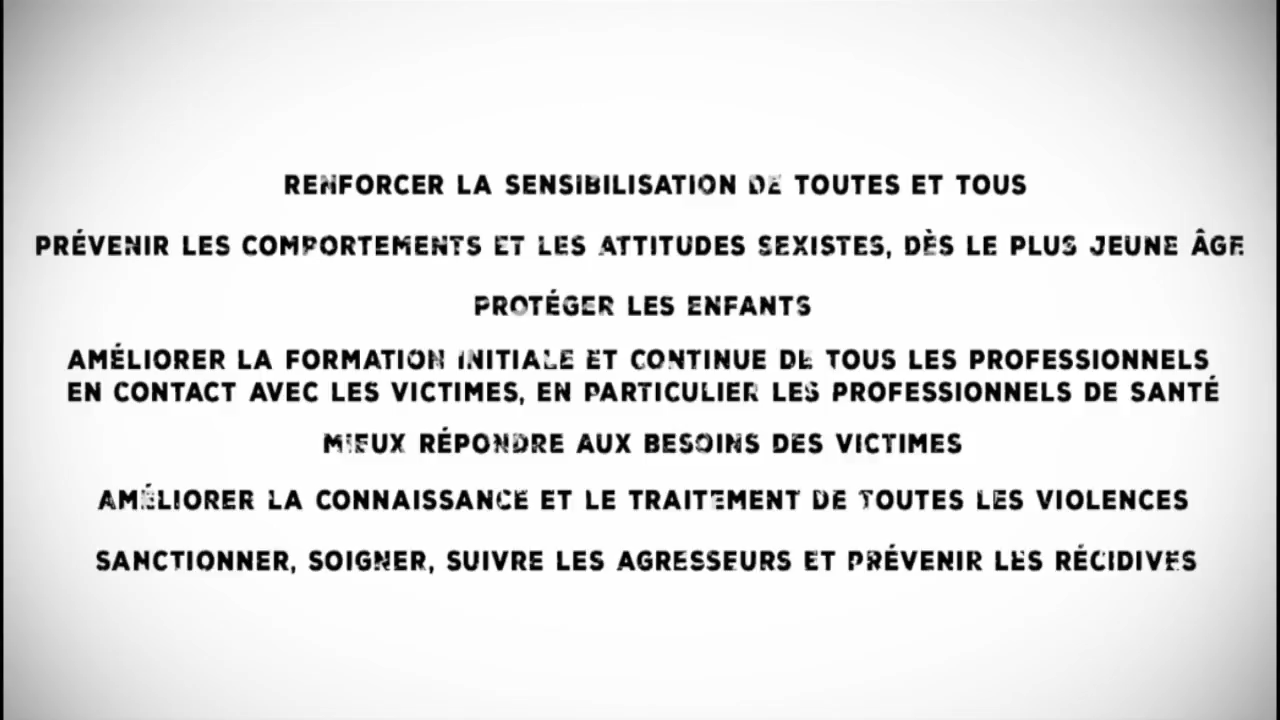 RENFORCER LA SENSIBILISATION DE TOUTES ET TOUS
PRÉVENIR LES COMPORTEMENTS ET LES ATTITUDES SEXISTES, DÈS LE PLUS JEUNE ÂGE
PROTÉGER LES ENFANTS
AMÉLIORER LA FORMATION INITIALE ET CONTINUE DE TOUS LES PROFESSIONNELS
EN CONTACT AVEC LES VICTIMES, EN PARTICULIER LES PROFESSIONNELS DE SANTÉ
MIEUX RÉPONDRE AUX BESOINS DES VICTIMES
AMÉLIORER LA CONNAISSANCE ET LE TRAITEMENT DE TOUTES LES VIOLENCES
SANCTIONNER, SOIGNER, SUIVRE LES AGRESSEURS ET PRÉVENIR LES RÉCIDIVES